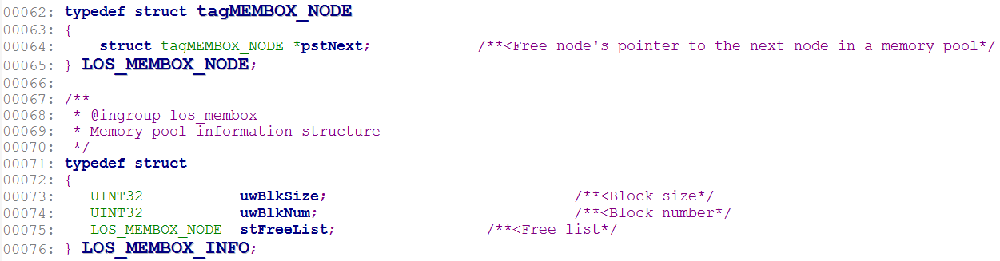 00062: typedef struct tagMEMBOX_NODE
00063: {
00064:     struct tagMEMBOX_NODE *pstNext;             /**<Free node's pointer to the next node in a memory pool*/
00065: } LOS_MEMBOX_NODE;
00066:
00067: /**
00068:  * @ingroup los_membox
00069:  * Memory pool information structure
00070:  */
00071: typedef struct
00072: {
00073:    UINT32           uwBlkSize;                             /**<Block size*/
00074:    UINT32           uwBlkNum;                              /**<Block number*/
00075:    LOS_MEMBOX_NODE  stFreeList;                  /**<Free list*/
00076: } LOS_MEMBOX_INFO;